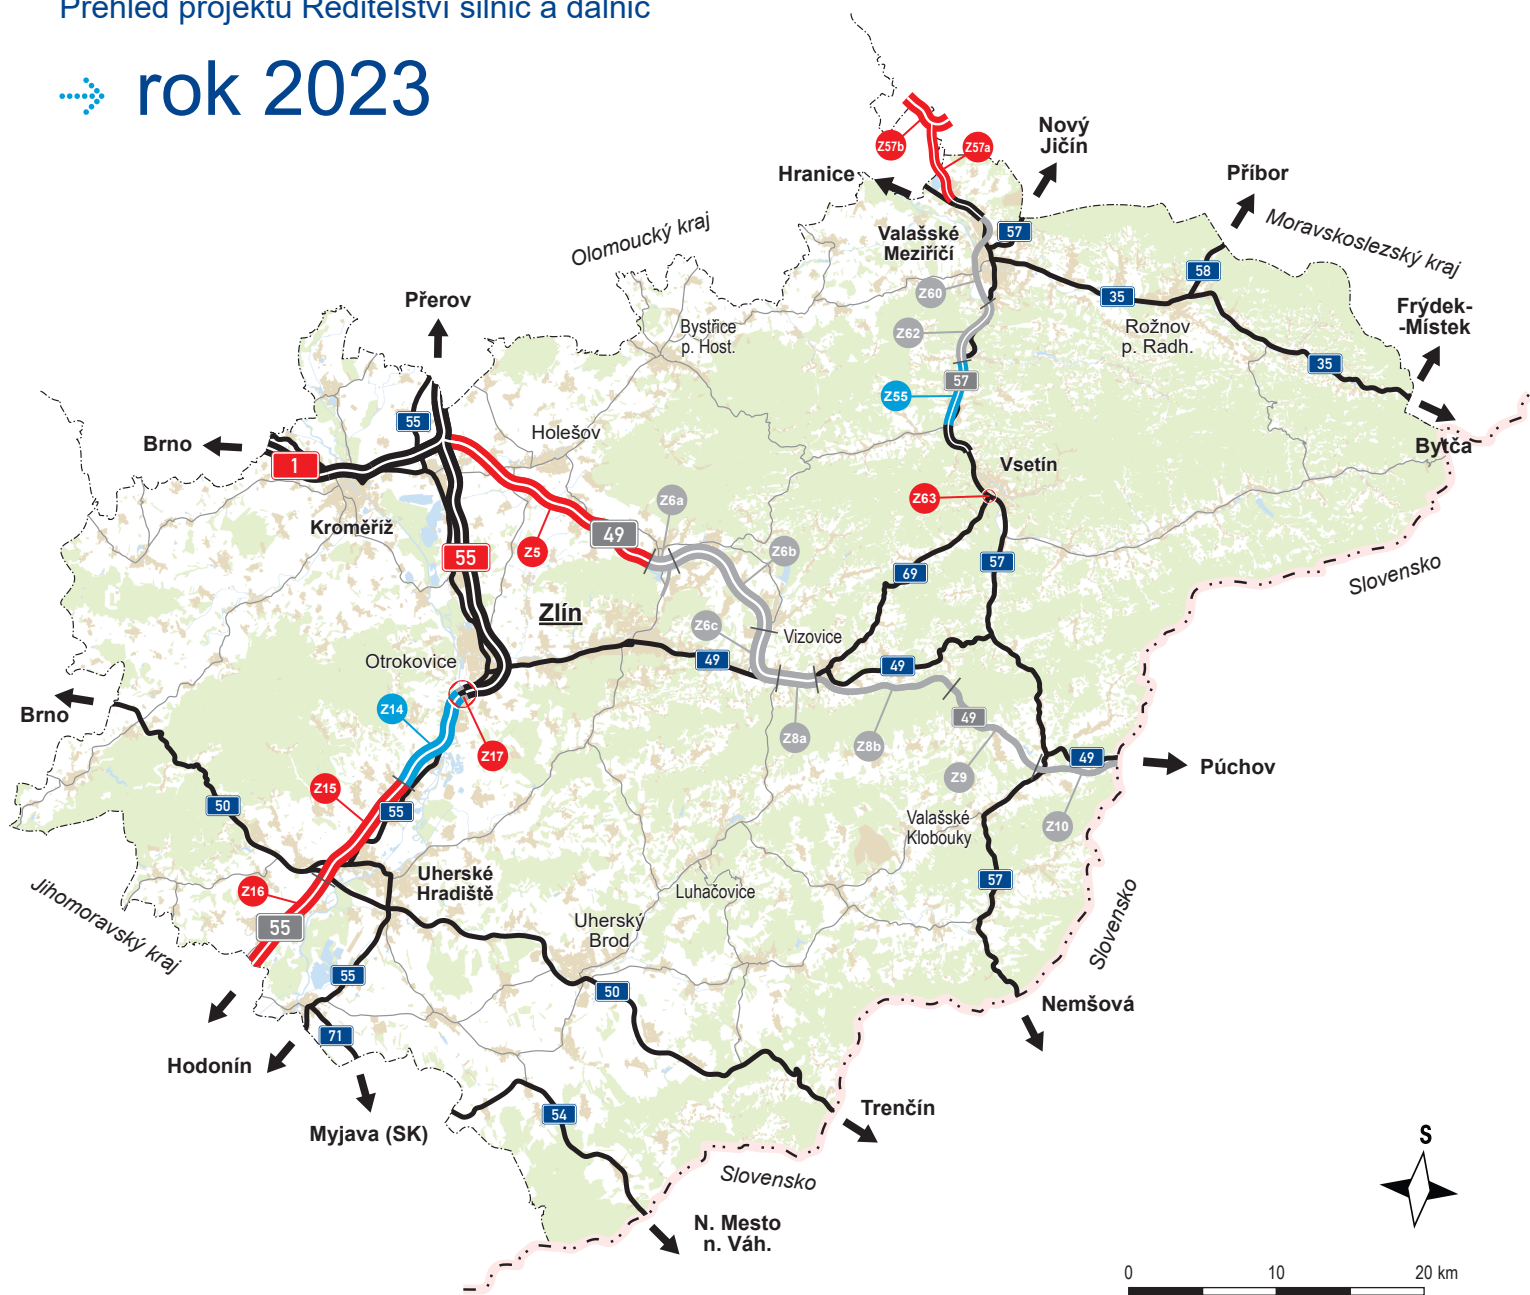 Přehled projektů Ředitelství silnic a dálnic
rok 2023
Nový
Jičín
Z57b
Z57a
Hranice
Příbor
Olomoucký kraj
Moravskoslezský kraj
Valašské
Meziříčí
57
58
Přerov
Z60
35
Frýdek-
-Místek
Bystřice
p. Host.
Z62
Rožnov
p. Radh.
35
57
Z55
55
Holešov
Brno
1
Bytča
Vsetín
Z63
Z6a
Kroměříž
49
Z5
Z6b
55
57
69
Slovensko
Zlín
Z6c
Vizovice
Otrokovice
49
49
Brno
Z14
49
Z8a
Z8b
Z17
49
Púchov
Z9
Z15
50
55
Valašské
Klobouky
Z10
Uherské
Hradiště
57
Z16
Luhačovice
Jihomoravský kraj
55
Uherský
Brod
Slovensko
55
50
Nemšová
71
Hodonín
Trenčín
54
Myjava (SK)
S
Slovensko
N. Mesto
n. Váh.
0 10 20 km